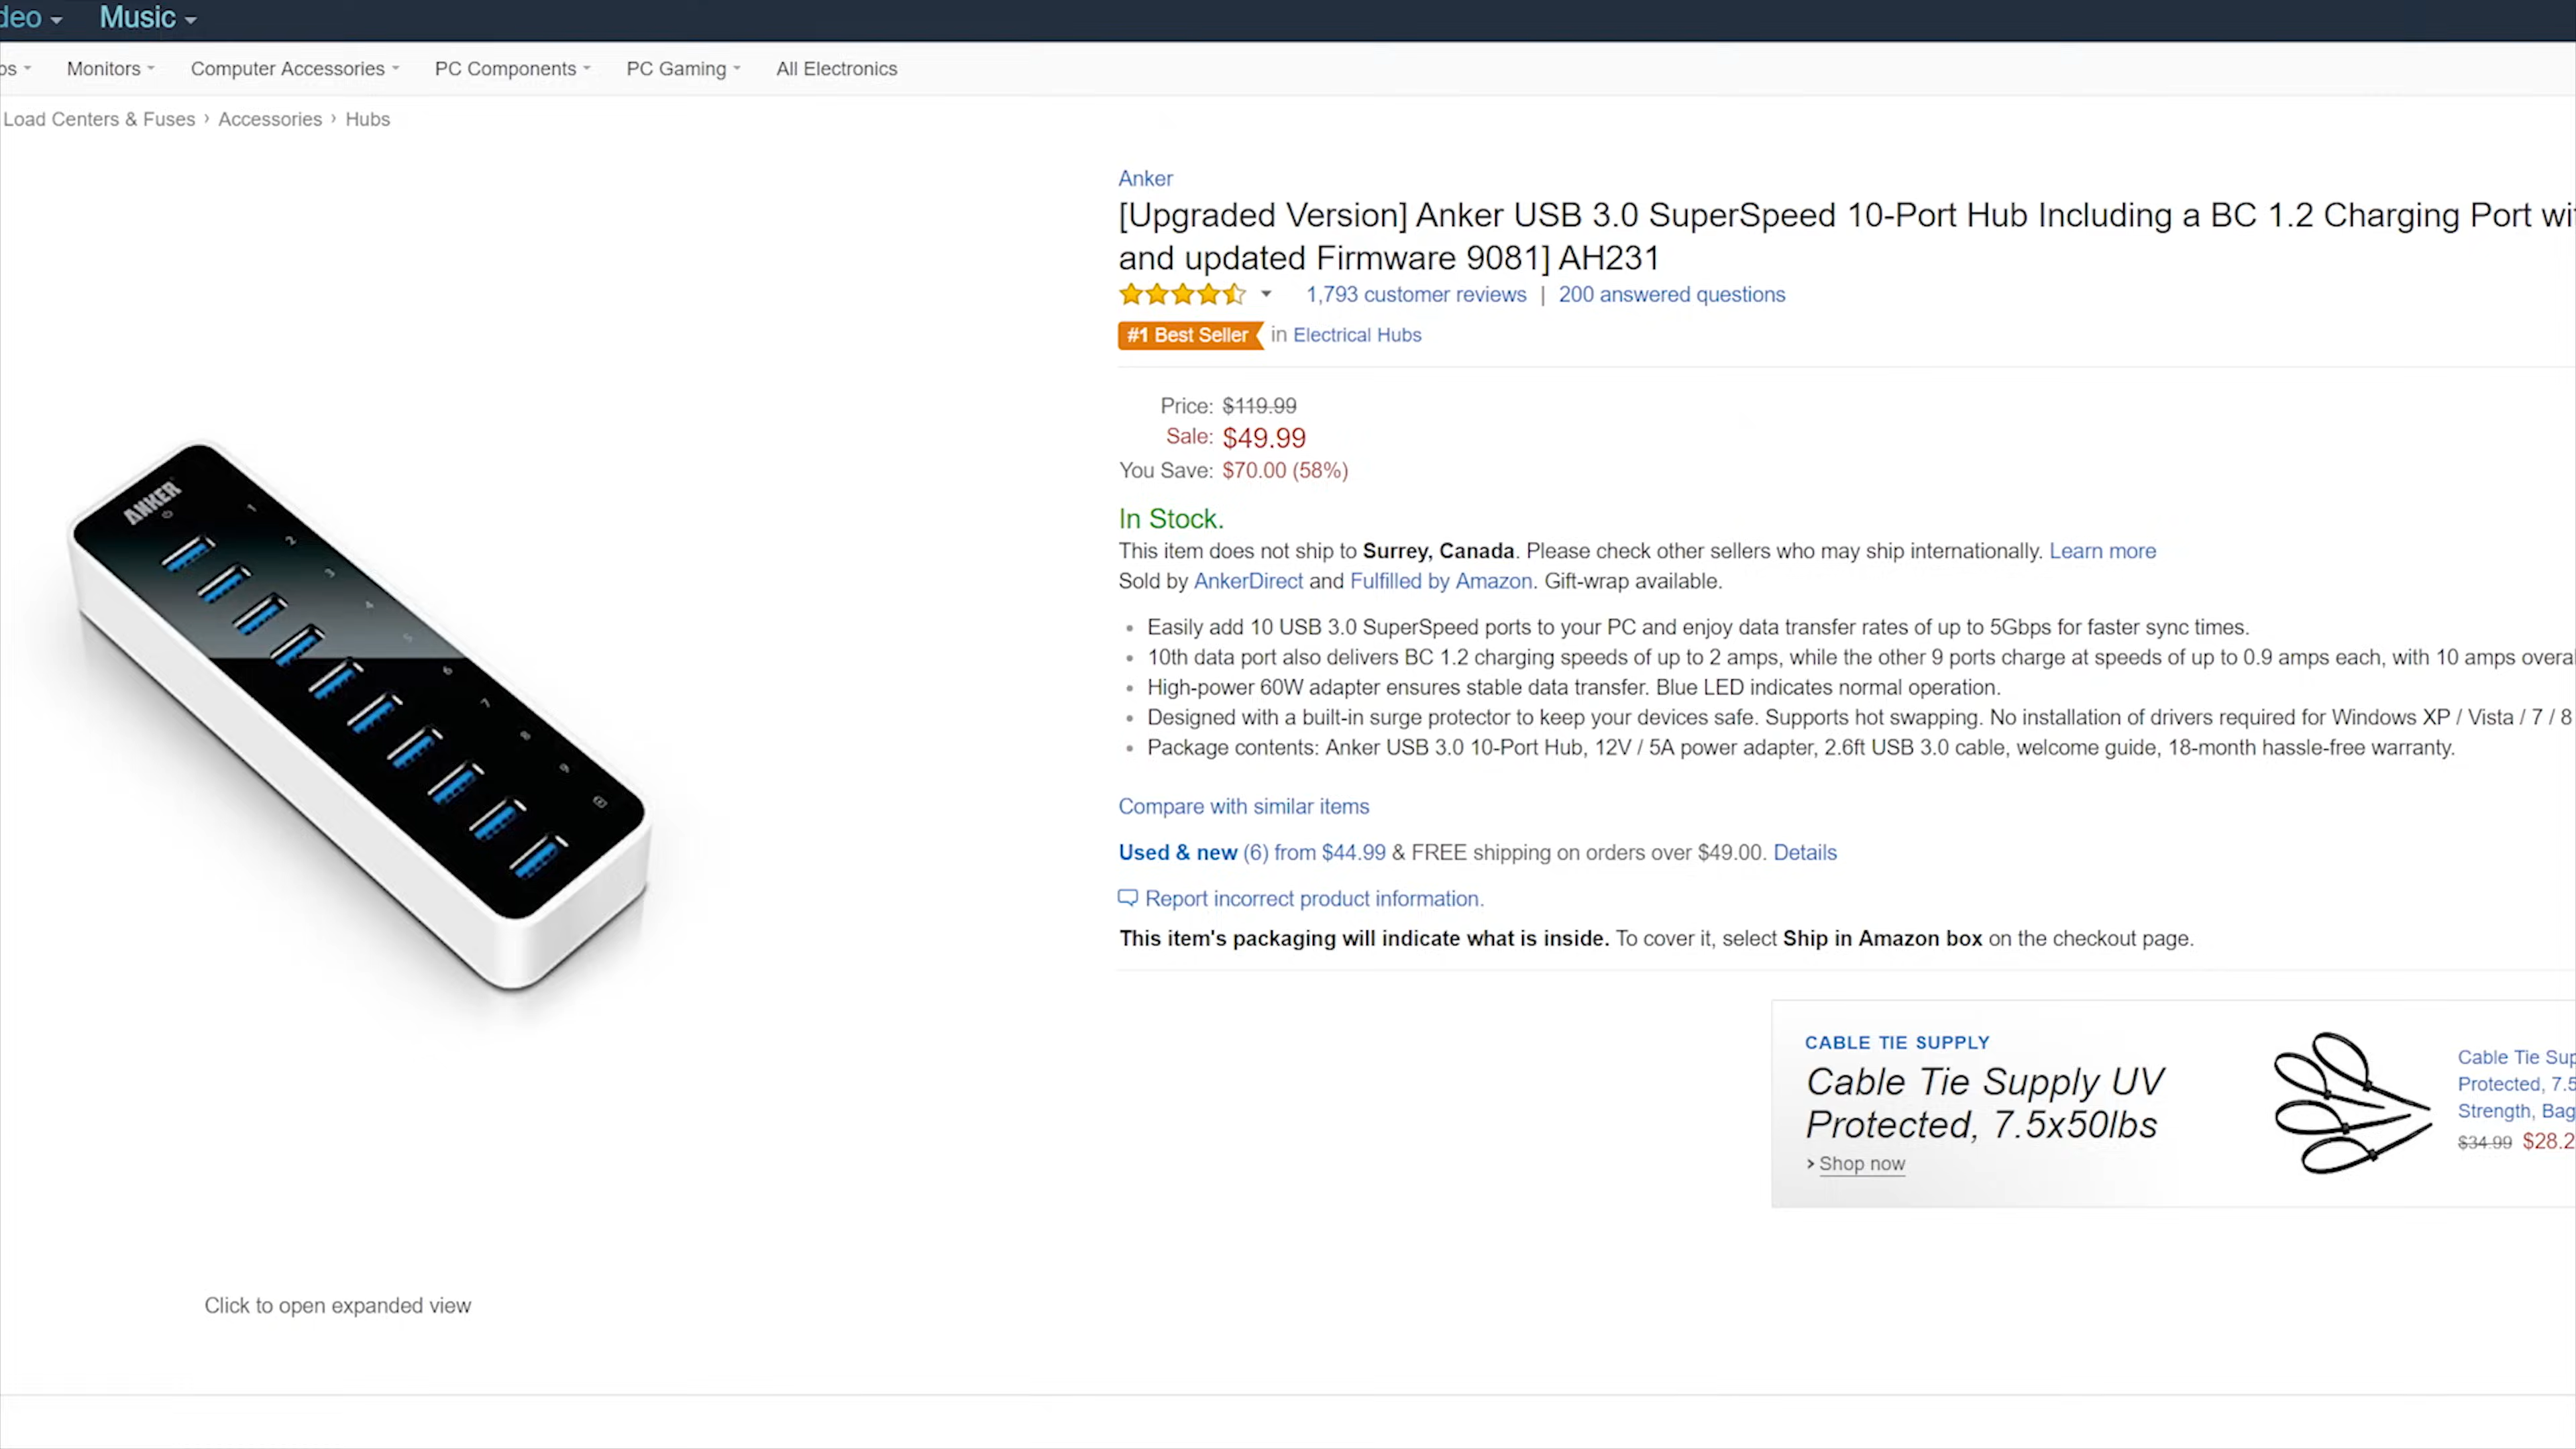 Music
Monitors
Computer Accessories
PC Components
PC Gaming
All Electronics
Load Centers & Fuses › Accessories › Hubs
Anker
[Upgraded Version] Anker USB 3.0 SuperSpeed 10-Port Hub Including a BC 1.2 Charging Port
and updated Firmware 9081] AH231
1,793 customer reviews | 200 answered questions
#1 Best Seller in Electrical Hubs
Price: $119.99
Sale: $49.99
You Save: $70.00 (58%)
In Stock.
This item does not ship to Surrey, Canada. Please check other sellers who may ship internationally. Learn more
Sold by AnkerDirect and Fulfilled by Amazon. Gift-wrap available.
ANKER
1
2
3
4
5
6
7
8
9
Easily add 10 USB 3.0 SuperSpeed ports to your PC and enjoy data transfer rates of up to 5Gbps for faster sync times.
10th data port also delivers BC 1.2 charging speeds of up to 2 amps, while the other 9 ports charge at speeds of up to 0.9 amps each, with 10 amps
High-power 60W adapter ensures stable data transfer. Blue LED indicates normal operation.
Designed with a built-in surge protector to keep your devices safe. Supports hot swapping. No installation of drivers required for Windows XP / Vista / 7 / 8
Package contents: Anker USB 3.0 10-Port Hub, 12V / 5A power adapter, 2.6ft USB 3.0 cable, welcome guide, 18-month hassle-free warranty.
Compare with similar items
Used & new (6) from $44.99 & FREE shipping on orders over $49.00. Details
Report incorrect product information.
This item's packaging will indicate what is inside. To cover it, select Ship in Amazon box on the checkout page.
CABLE TIE SUPPLY
Cable Tie Supply UV
Protected, 7.5x50lbs
› Shop now
Cable Tie
Protected,
Strength,
$34.99
Click to open expanded view